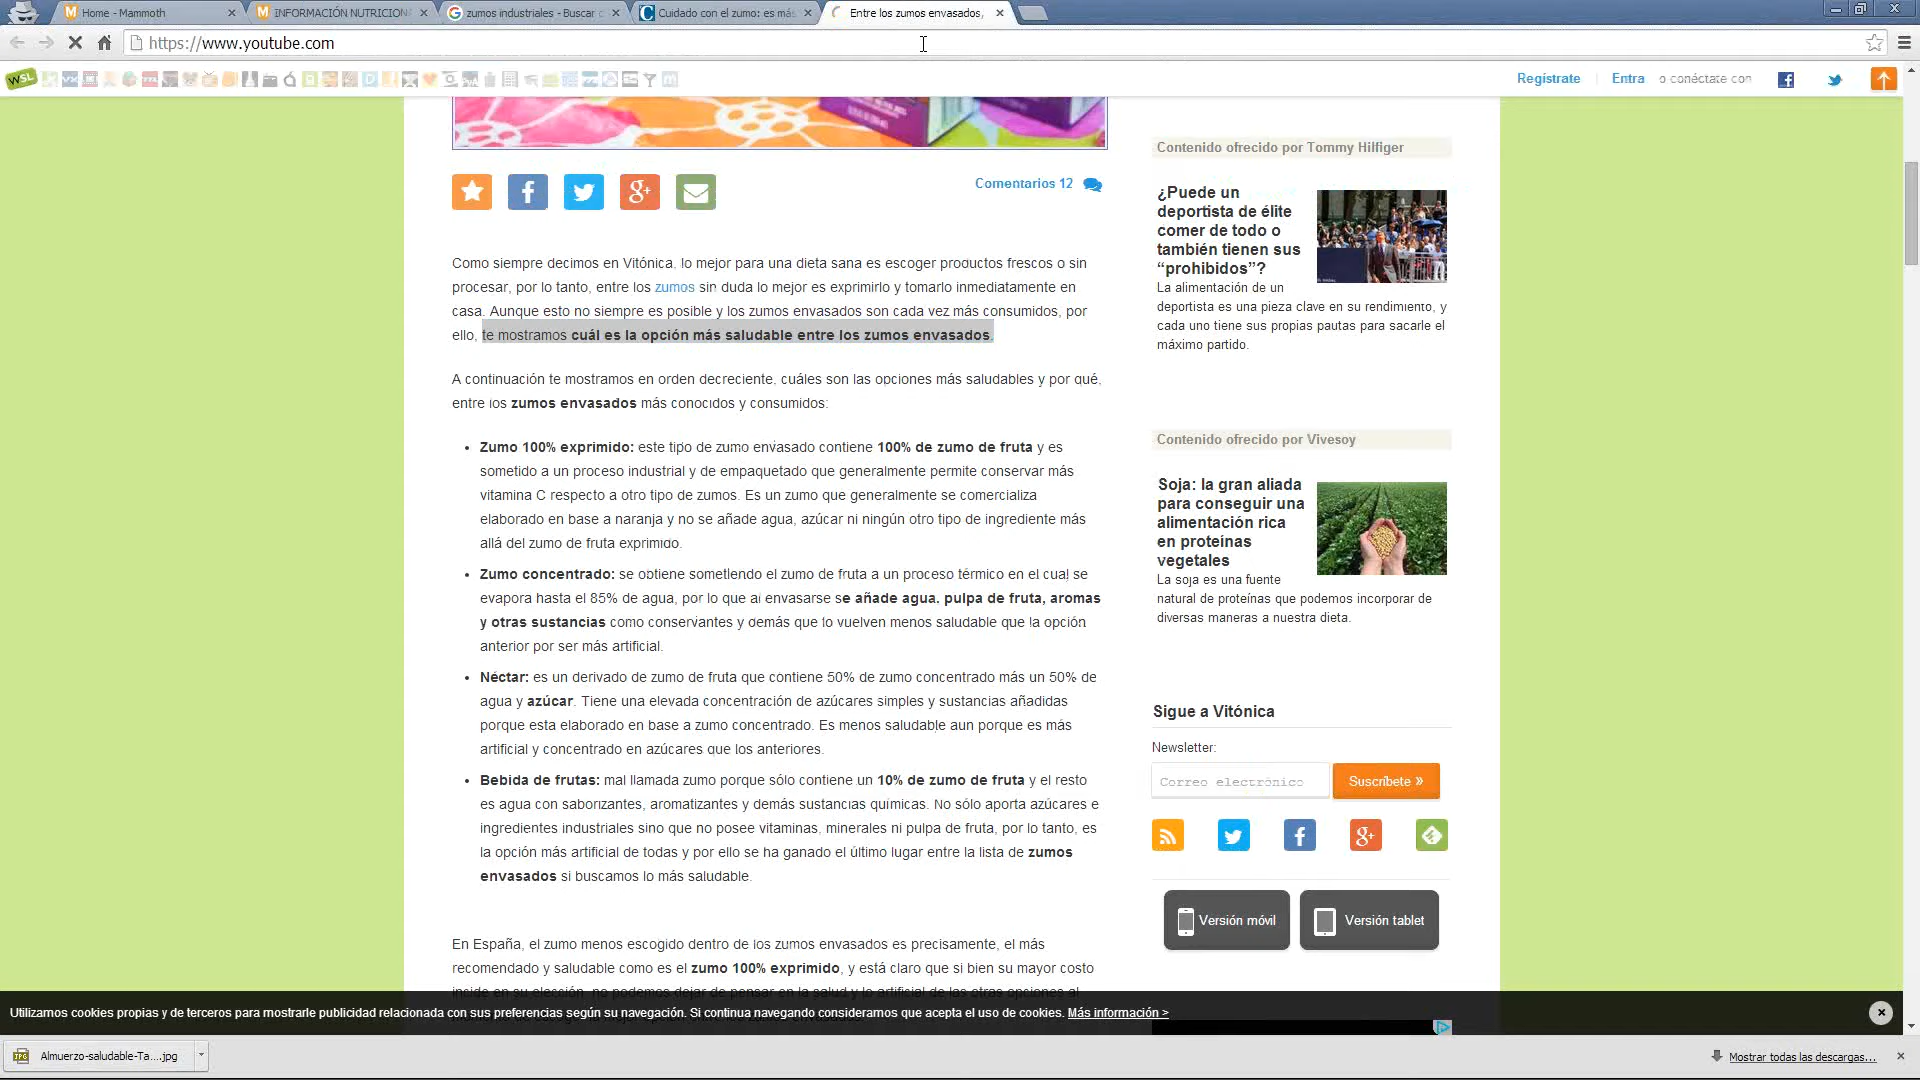 Home - Mammoth
INFORMACIÓN NUTRICION
zumos industriales - Buscar c
Cuidado con el zumo: es más
Entre los zumos envasados,
https://www.youtube.com
WSL
Regístrate
Entra
o conéctate con
Comentarios 12
Como siempre decimos en Vitónica, lo mejor para una dieta sana es escoger productos frescos o sin
procesar, por lo tanto, entre los zumos sin duda lo mejor es exprimirlo y tomarlo inmediatamente en
casa. Aunque esto no siempre es posible y los zumos envasados son cada vez más consumidos, por
ello, te mostramos cuál es la opción más saludable entre los zumos envasados.
A continuación te mostramos en orden decreciente, cuáles son las opciones más saludables y por qué,
entre los zumos envasados más conocidos y consumidos:
• Zumo 100% exprimido: este tipo de zumo envasado contiene 100% de zumo de fruta y es
sometido a un proceso industrial y de empaquetado que generalmente permite conservar más
vitamina C respecto a otro tipo de zumos. Es un zumo que generalmente se comercializa
elaborado en base a naranja y no se añade agua, azúcar ni ningún otro tipo de ingrediente más
allá del zumo de fruta exprimido.
• Zumo concentrado: se obtiene sometiendo el zumo de fruta a un proceso térmico en el cual se
evapora hasta el 85% de agua, por lo que al envasarse se añade agua, pulpa de fruta, aromas
y otras sustancias como conservantes y demás que lo vuelven menos saludable que la opción
anterior por ser más artificial.
• Néctar: es un derivado de zumo de fruta que contiene 50% de zumo concentrado más un 50% de
agua y azúcar. Tiene una elevada concentración de azúcares simples y sustancias añadidas
porque esta elaborado en base a zumo concentrado. Es menos saludable aun porque es más
artificial y concentrado en azúcares que los anteriores.
• Bebida de frutas: mal llamada zumo porque sólo contiene un 10% de zumo de fruta y el resto
es agua con saborizantes, aromatizantes y demás sustancias químicas. No sólo aporta azúcares e
ingredientes industriales sino que no posee vitaminas, minerales ni pulpa de fruta, por lo tanto, es
la opción más artificial de todas y por ello se ha ganado el último lugar entre la lista de zumos
envasados si buscamos lo más saludable.
En España, el zumo menos escogido dentro de los zumos envasados es precisamente, el más
recomendado y saludable como es el zumo 100% exprimido, y está claro que si bien su mayor costo
incide en su elección, no podemos dejar de pensar en la salud y lo artificial de las otras opciones al
Contenido ofrecido por Tommy Hilfiger
¿Puede un
deportista de élite
comer de todo o
también tienen sus
“prohibidos”?
La alimentación de un
deportista es una pieza clave en su rendimiento, y
cada uno tiene sus propias pautas para sacarle el
máximo partido.
Contenido ofrecido por Vivesoy
Soja: la gran aliada
para conseguir una
alimentación rica
en proteínas
vegetales
La soja es una fuente
natural de proteínas que podemos incorporar de
diversas maneras a nuestra dieta.
Sigue a Vitónica
Newsletter:
Correo electrónico
Suscríbete »
Versión móvil
Versión tablet
Utilizamos cookies propias y de terceros para mostrarle publicidad relacionada con sus preferencias según su navegación. Si continua navegando consideramos que acepta el uso de cookies. Más información >
Almuerzo-saludable-Ta....jpg
Mostrar todas las descargas...